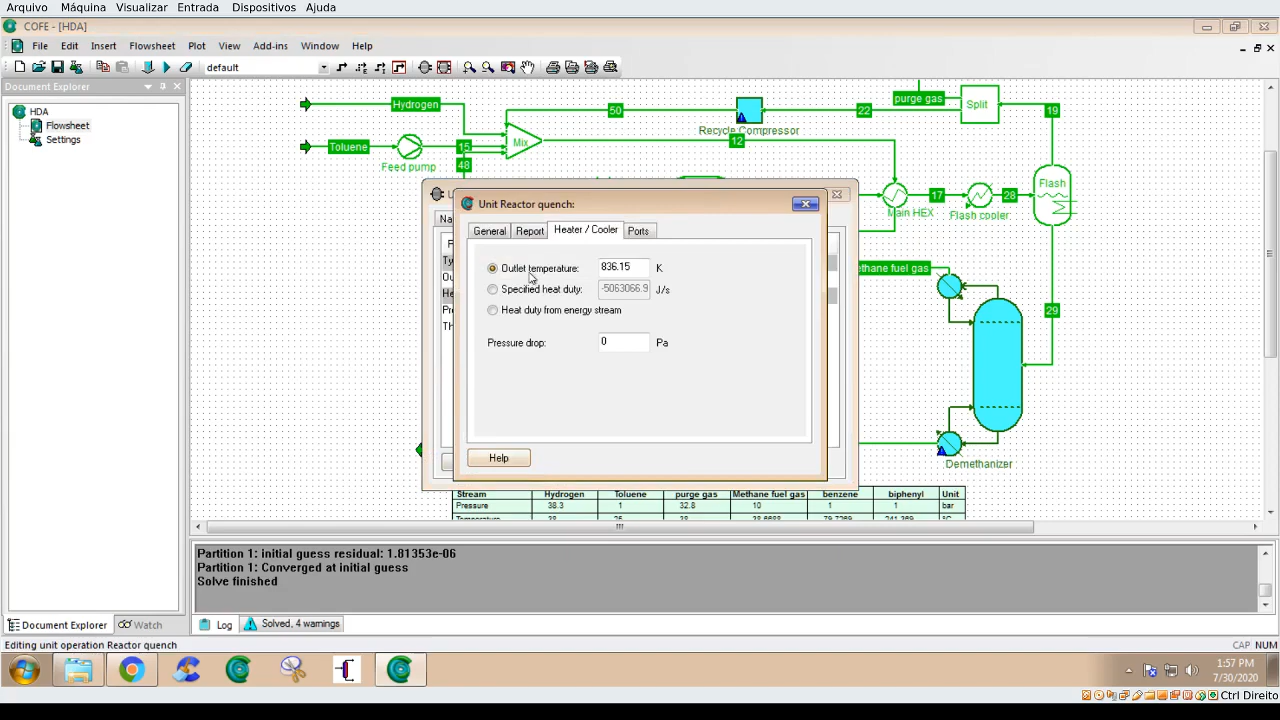 Arquivo Máquina Visualizar Entrada Dispositivos Ajuda
COFE - [HDA]
File Edit Insert Flowsheet Plot View Add-ins Window Help
default
Document Explorer
HDA
Flowsheet
Settings
Document Explorer Watch
Hydrogen
50
22
purge gas
Split
19
Recycle Compressor
Toluene
15
Mix
12
Feed pump
48
Flash
17
28
Main HEX
Flash cooler
ethane fuel gas
29
Demethanizer
Unit Reactor quench:
General Report Heater / Cooler Ports
Outlet temperature: 836.15 K
Specified heat duty: -5063066.9 J/s
Heat duty from energy stream
Pressure drop: 0 Pa
Help
Stream Hydrogen Toluene purge gas Methane fuel gas benzene biphenyl Unit
Pressure 38.3 1 32.8 10 1 1 bar
Partition 1: initial guess residual: 1.81353e-06
Partition 1: Converged at initial guess
Solve finished
Log Solved, 4 warnings
Editing unit operation Reactor quench
CAP NUM
1:57 PM
7/30/2020
Ctrl Direito